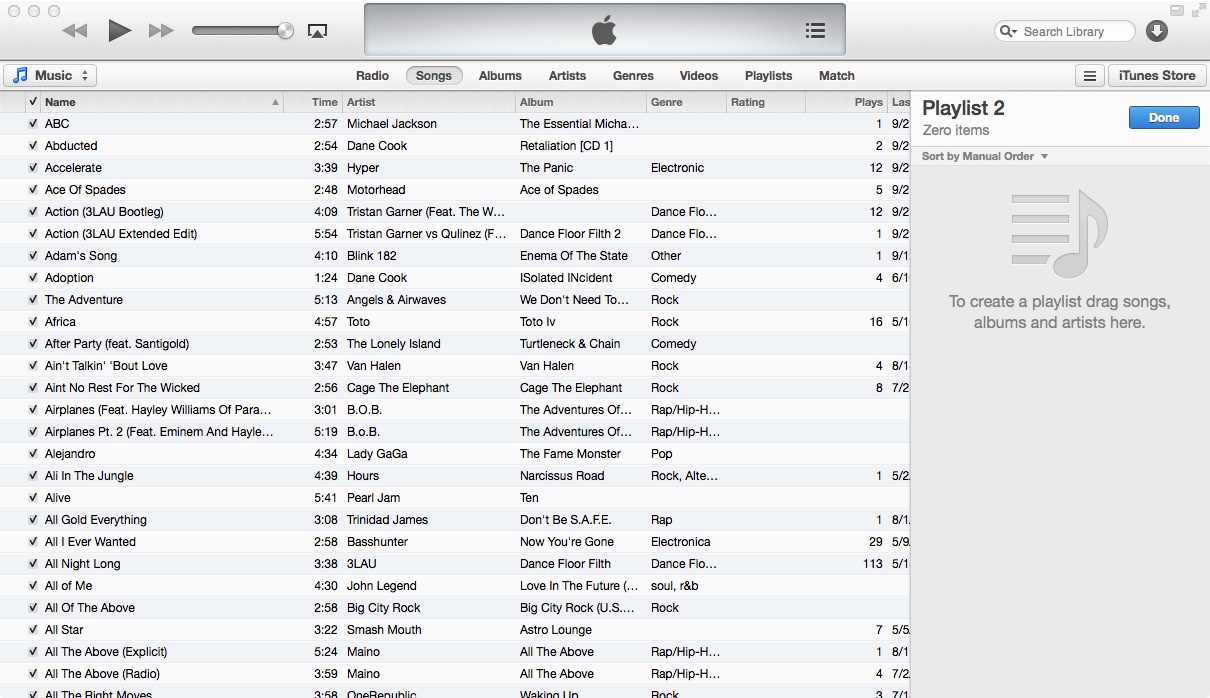 Search Library
Music Radio Songs Albums Artists Genres Videos Playlists Match iTunes Store
✓ Name Time Artist Album Genre Rating Plays Las
✓ ABC 2:57 Michael Jackson The Essential Micha… 1 9/2
✓ Abducted 2:54 Dane Cook Retaliation [CD 1] 2 9/2
✓ Accelerate 3:39 Hyper The Panic Electronic 12 9/2
✓ Ace Of Spades 2:48 Motorhead Ace of Spades 5 9/2
✓ Action (3LAU Bootleg) 4:09 Tristan Garner (Feat. The W… Dance Flo… 12 9/2
✓ Action (3LAU Extended Edit) 5:54 Tristan Garner vs Qulinez (F… Dance Floor Filth 2 Dance Flo… 1 9/2
✓ Adam's Song 4:10 Blink 182 Enema Of The State Other 1 9/1
✓ Adoption 1:24 Dane Cook ISolated INcident Comedy 4 6/1
✓ The Adventure 5:13 Angels & Airwaves We Don't Need To… Rock
✓ Africa 4:57 Toto Toto Iv Rock 16 5/1
✓ After Party (feat. Santigold) 2:53 The Lonely Island Turtleneck & Chain Comedy
✓ Ain't Talkin' 'Bout Love 3:47 Van Halen Van Halen Rock 4 8/1
✓ Aint No Rest For The Wicked 2:56 Cage The Elephant Cage The Elephant Rock 8 7/2
✓ Airplanes (Feat. Hayley Williams Of Para… 3:01 B.O.B. The Adventures Of… Rap/Hip-H…
✓ Airplanes Pt. 2 (Feat. Eminem And Hayle… 5:19 B.o.B. The Adventures Of… Rap/Hip-H…
✓ Alejandro 4:34 Lady GaGa The Fame Monster Pop
✓ Ali In The Jungle 4:39 Hours Narcissus Road Rock, Alte… 1 5/2
✓ Alive 5:41 Pearl Jam Ten
✓ All Gold Everything 3:08 Trinidad James Don't Be S.A.F.E. Rap 1 8/1
✓ All I Ever Wanted 2:58 Basshunter Now You're Gone Electronica 29 5/9
✓ All Night Long 3:38 3LAU Dance Floor Filth Dance Flo… 113 5/1
✓ All of Me 4:30 John Legend Love In The Future (… soul, r&b
✓ All Of The Above 2:58 Big City Rock Big City Rock (U.S.… Rock
✓ All Star 3:22 Smash Mouth Astro Lounge 7 5/5
✓ All The Above (Explicit) 5:24 Maino All The Above Rap/Hip-H… 1 8/1
✓ All The Above (Radio) 3:59 Maino All The Above Rap/Hip-H… 4 7/2
✓ All The Right Moves 3:58 OneRepublic Waking Up Rock 3 7/1
Playlist 2 Done
Zero items
Sort by Manual Order
To create a playlist drag songs,
albums and artists here.